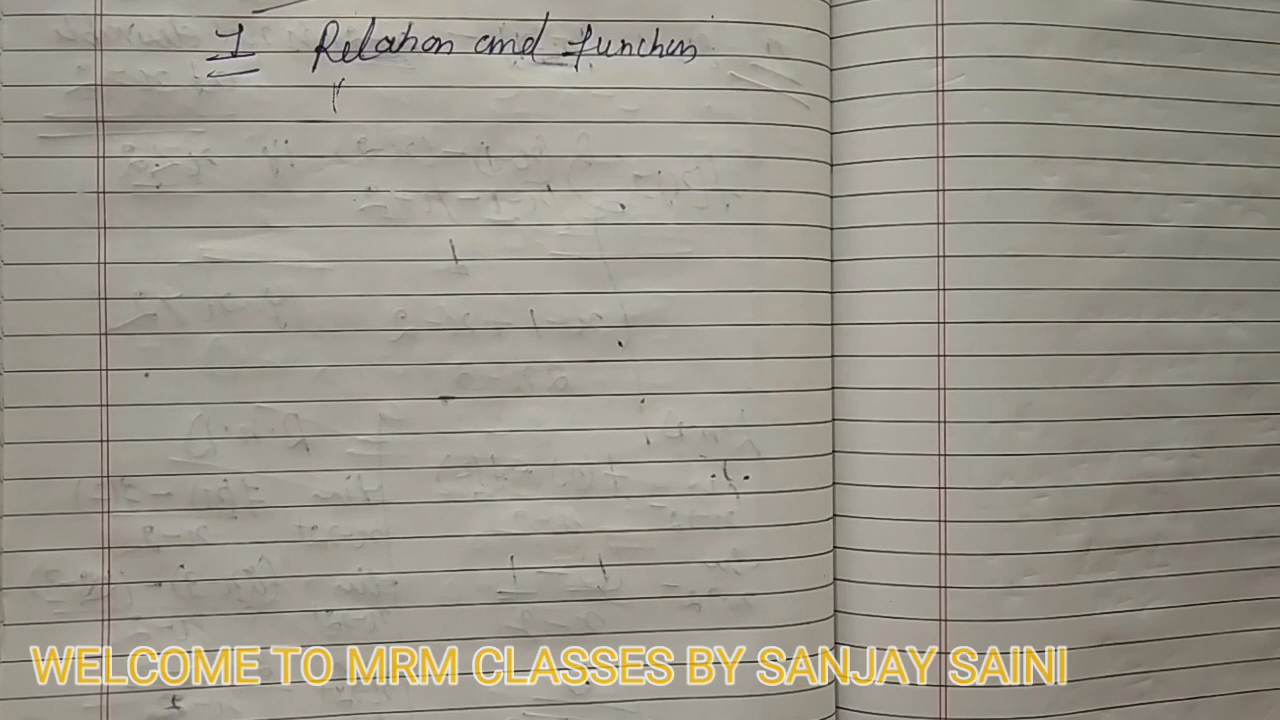 1 Relation and function
WELCOME TO MRM CLASSES BY SANJAY SAINI